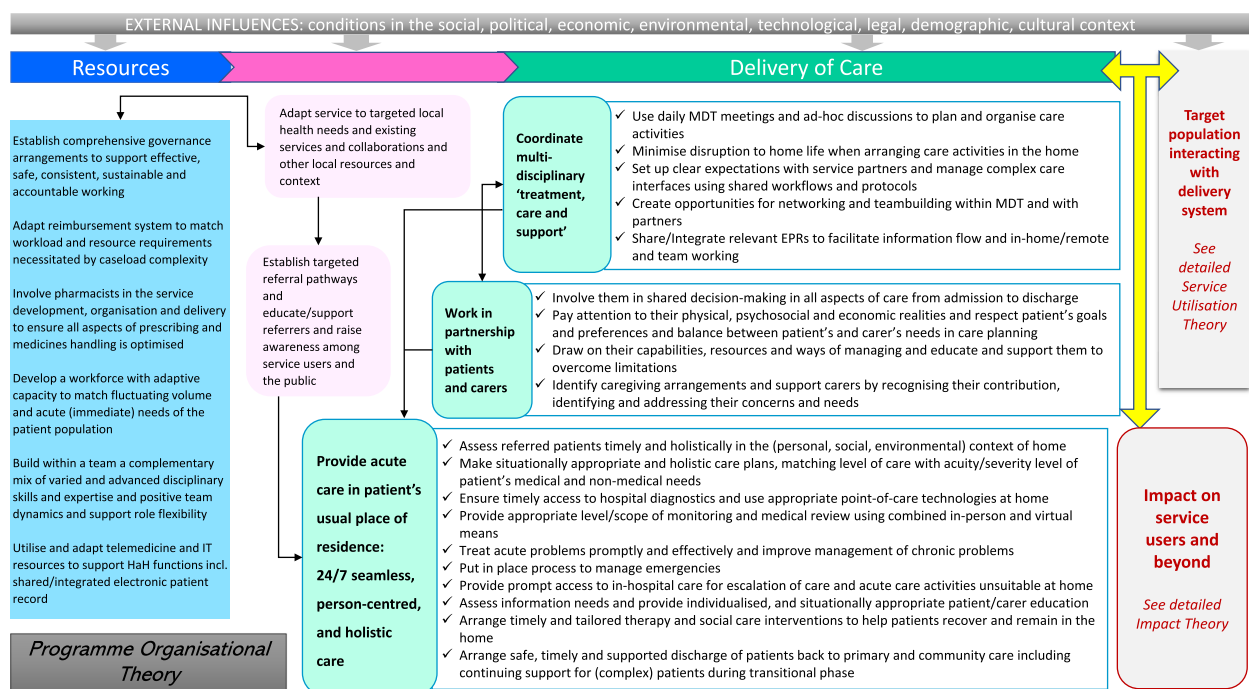 EXTERNAL INFLUENCES: conditions in the social, political, economic, environmental, technological, legal, demographic, cultural context
Resources
Delivery of Care
Establish comprehensive governance
arrangements to support effective,
safe, consistent, sustainable and
accountable working
Adapt reimbursement system to match
workload and resource requirements
necessitated by caseload complexity
Involve pharmacists in the service
development, organisation and delivery
to ensure all aspects of prescribing and
medicines handling is optimised
Develop a workforce with adaptive
capacity to match fluctuating volume
and acute (immediate) needs of the
patient population
Build within a team a complementary
mix of varied and advanced disciplinary
skills and expertise and positive team
dynamics and support role flexibility
Utilise and adapt telemedicine and IT
resources to support HaH functions incl.
shared/integrated electronic patient
record
Programme Organisational
Theory
Adapt service to targeted local
health needs and existing
services and collaborations and
other local resources and
context
Establish targeted
referral pathways
and
educate/support
referrers and raise
awareness among
service users and
the public
Coordinate
multi-
disciplinary
‘treatment,
care and
support’
✓ Use daily MDT meetings and ad-hoc discussions to plan and organise care
activities
✓ Minimise disruption to home life when arranging care activities in the home
✓ Set up clear expectations with service partners and manage complex care
interfaces using shared workflows and protocols
✓ Create opportunities for networking and teambuilding within MDT and with
partners
✓ Share/Integrate relevant EPRs to facilitate information flow and in-home/remote
and team working
Work in
partnership
with
patients
and carers
✓ Involve them in shared decision-making in all aspects of care from admission to discharge
✓ Pay attention to their physical, psychosocial and economic realities and respect patient’s goals
and preferences and balance between patient’s and carer’s needs in care planning
✓ Draw on their capabilities, resources and ways of managing and educate and support them to
overcome limitations
✓ Identify caregiving arrangements and support carers by recognising their contribution,
identifying and addressing their concerns and needs
Provide acute
care in patient’s
usual place of
residence:
24/7 seamless,
person-centred,
and holistic
care
✓ Assess referred patients timely and holistically in the (personal, social, environmental) context of home
✓ Make situationally appropriate and holistic care plans, matching level of care with acuity/severity level of
patient’s medical and non-medical needs
✓ Ensure timely access to hospital diagnostics and use appropriate point-of-care technologies at home
✓ Provide appropriate level/scope of monitoring and medical review using combined in-person and virtual
means
✓ Treat acute problems promptly and effectively and improve management of chronic problems
✓ Put in place process to manage emergencies
✓ Provide prompt access to in-hospital care for escalation of care and acute care activities unsuitable at home
✓ Assess information needs and provide individualised, and situationally appropriate patient/carer education
✓ Arrange timely and tailored therapy and social care interventions to help patients recover and remain in the
home
✓ Arrange safe, timely and supported discharge of patients back to primary and community care including
continuing support for (complex) patients during transitional phase
Target
population
interacting
with
delivery
system
See
detailed
Service
Utilisation
Theory
Impact on
service
users and
beyond
See detailed
Impact Theory